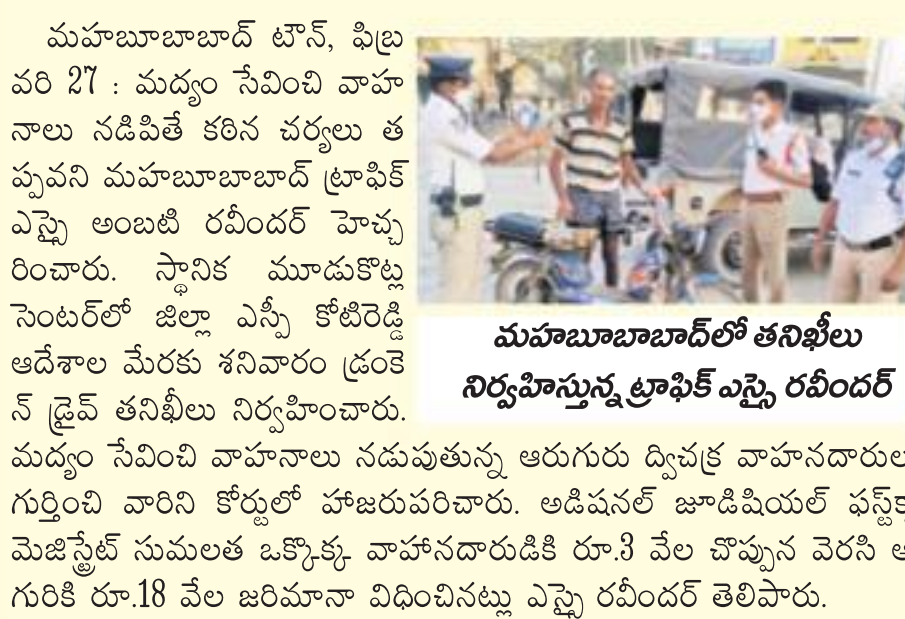 మహబూబాబాద్ టౌన్, ఫిబ్ర
వరి 27 : మద్యం సేవించి వాహ
నాలు నడిపితే కఠిన చర్యలు త
ప్పవని మహబూబాబాద్ ట్రాఫిక్
ఎస్సై అంబటి రవీందర్ హెచ్చ
రించారు. స్థానిక మూడుకొట్ల
సెంటర్‌లో జిల్లా ఎస్పీ కోటిరెడ్డి
ఆదేశాల మేరకు శనివారం డ్రంకె
న్ డ్రైవ్ తనిఖీలు నిర్వహించారు.
మహబూబాబాద్‌లో తనిఖీలు
నిర్వహిస్తున్న ట్రాఫిక్ ఎస్సై రవీందర్
మద్యం సేవించి వాహనాలు నడుపుతున్న ఆరుగురు ద్విచక్ర వాహనదారుల
గుర్తించి వారిని కోర్టులో హాజరుపరిచారు. అడిషనల్ జూడిషియల్
మెజిస్ట్రేట్ సుమలత ఒక్కొక్క వాహానదారుడికి రూ.3 వేల చొప్పున వెరసి
గురికి రూ.18 వేల జరిమానా విధించినట్లు ఎస్సై రవీందర్ తెలిపారు.